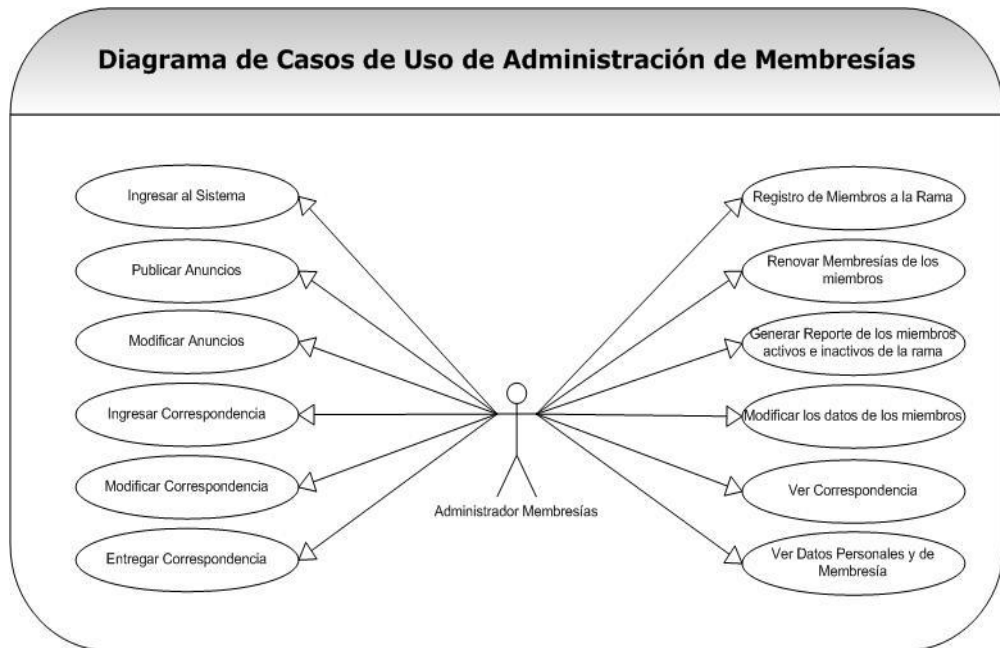 Diagrama de Casos de Uso de Administración de Membresías
Ingresar al Sistema
Publicar Anuncios
Modificar Anuncios
Ingresar Correspondencia
Modificar Correspondencia
Entregar Correspondencia
Administrador Membresías
Registro de Miembros a la Rama
Renovar Membresías de los
miembros
Generar Reporte de los miembros
activos e inactivos de la rama
Modificar los datos de los miembros
Ver Correspondencia
Ver Datos Personales y de
Membresía